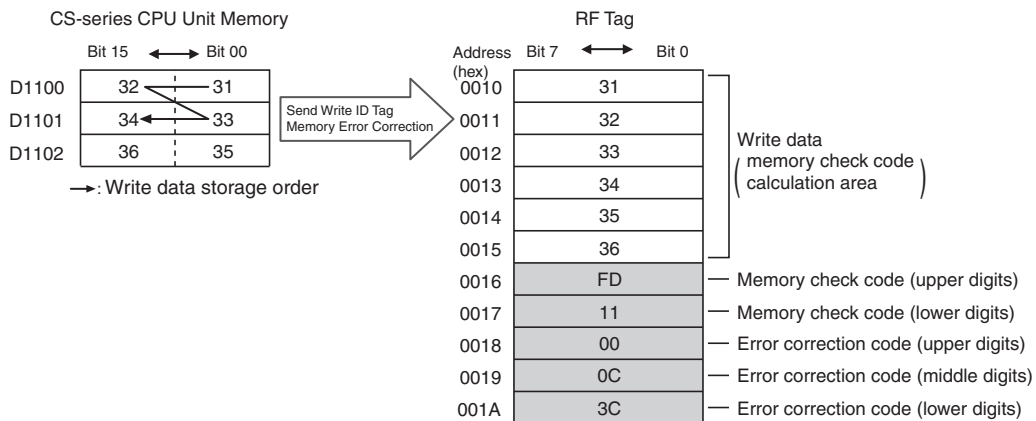 CS-series CPU Unit Memory
Bit 15 Bit 00
D1100 32 31
D1101 34 33
D1102 36 35
: Write data storage order
Send Write ID Tag
Memory Error Correction
RF Tag
Address (hex) Bit 7 Bit 0
0010 31
0011 32
0012 33
0013 34
0014 35
0015 36
Write data
( memory check code
calculation area )
0016 FD Memory check code (upper digits)
0017 11 Memory check code (lower digits)
0018 00 Error correction code (upper digits)
0019 0C Error correction code (middle digits)
001A 3C Error correction code (lower digits)